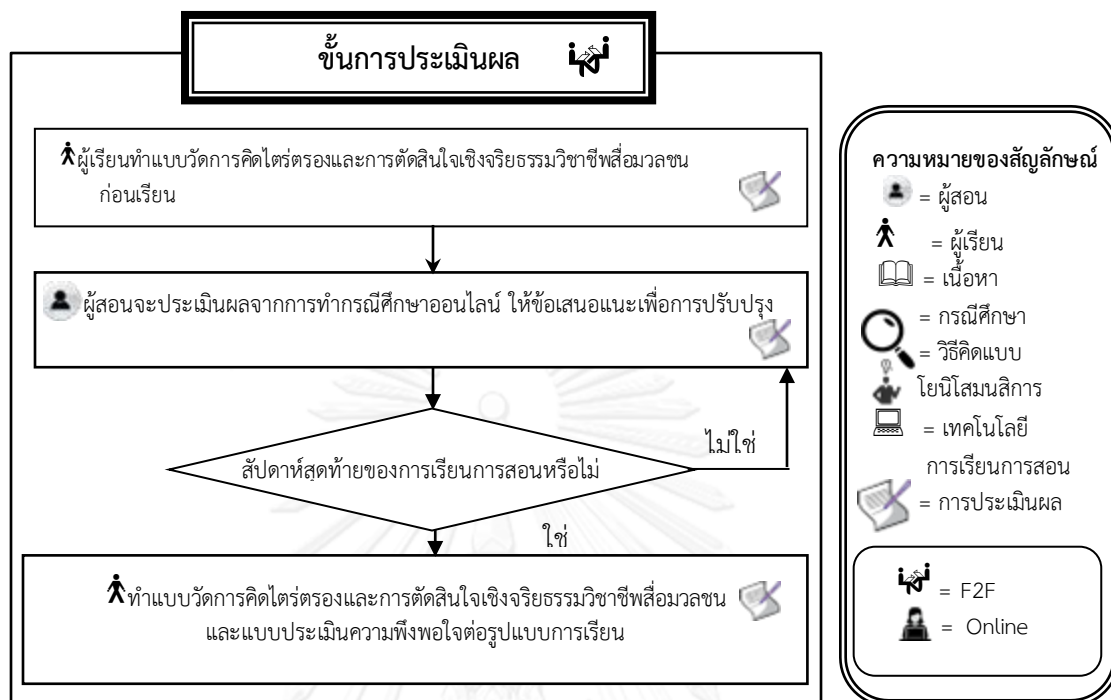 ขั้นการประเมินผล
ผู้เรียนทำแบบวัดการคิดไตร่ตรองและการตัดสินใจเชิงจริยธรรมวิชาชีพสื่อมวลชน
ก่อนเรียน
ผู้สอนจะประเมินผลจากการทำกรณีศึกษาออนไลน์ ให้ข้อเสนอแนะเพื่อการปรับปรุง
สัปดาห์สุดท้ายของการเรียนการสอนหรือไม่
ไม่ใช่
ใช่
ทำแบบวัดการคิดไตร่ตรองและการตัดสินใจเชิงจริยธรรมวิชาชีพสื่อมวลชน
และแบบประเมินความพึงพอใจต่อรูปแบบการเรียน
ความหมายของสัญลักษณ์
= ผู้สอน
= ผู้เรียน
= เนื้อหา
= กรณีศึกษา
= วิธีคิดแบบ
โยนิโสมนสิการ
= เทคโนโลยี
การเรียนการสอน
= การประเมินผล
= F2F
= Online